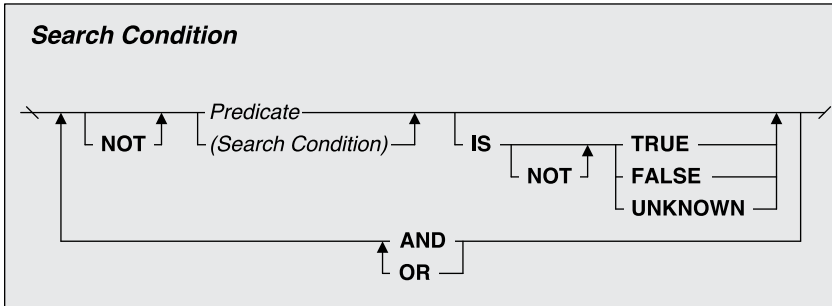 Search Condition
Predicate
NOT (Search Condition) IS TRUE
NOT FALSE
UNKNOWN
AND
OR